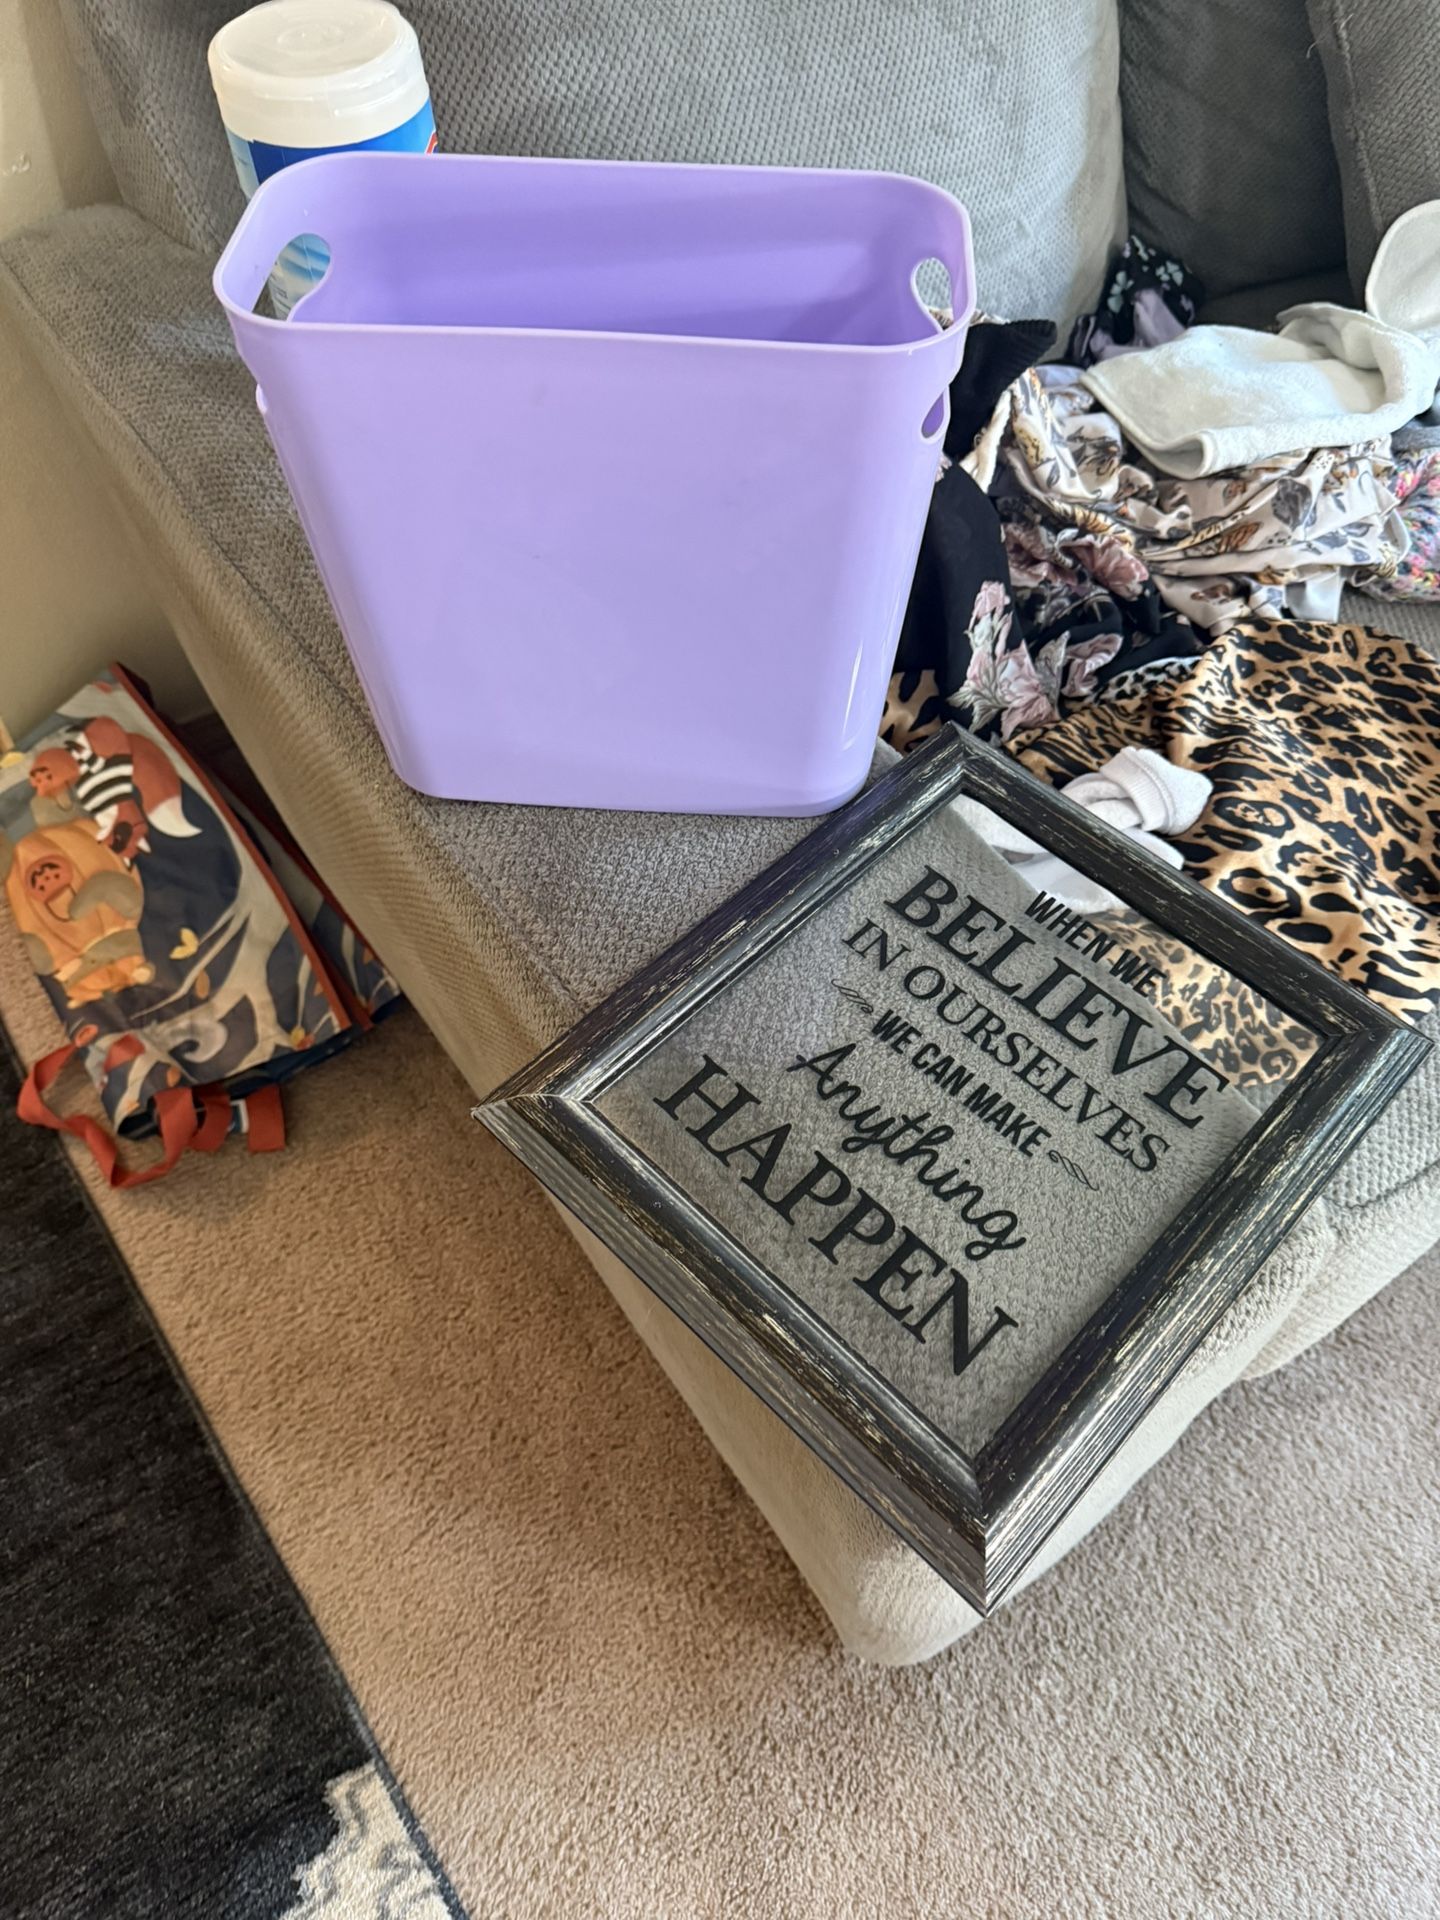 WHEN WE
BELIEVE
IN OURSELVES
WE CAN MAKE
Anything
HAPPEN